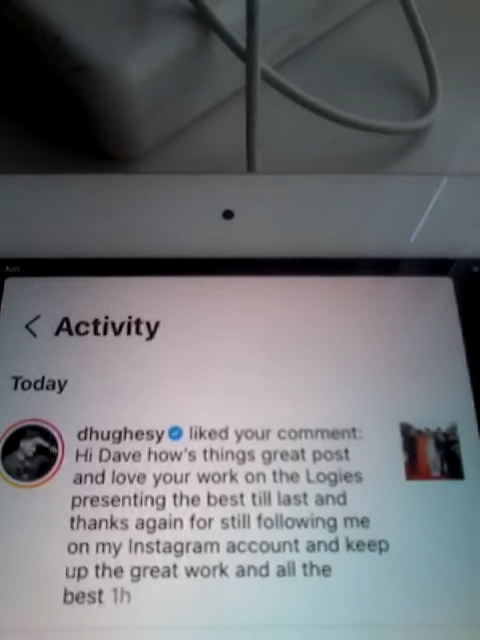 Jun
Activity
Today
dhughesy liked your comment:
Hi Dave how's things great post
and love your work on the Logies
presenting the best till last and
thanks again for still following me
on my Instagram account and keep
up the great work and all the
best 1h